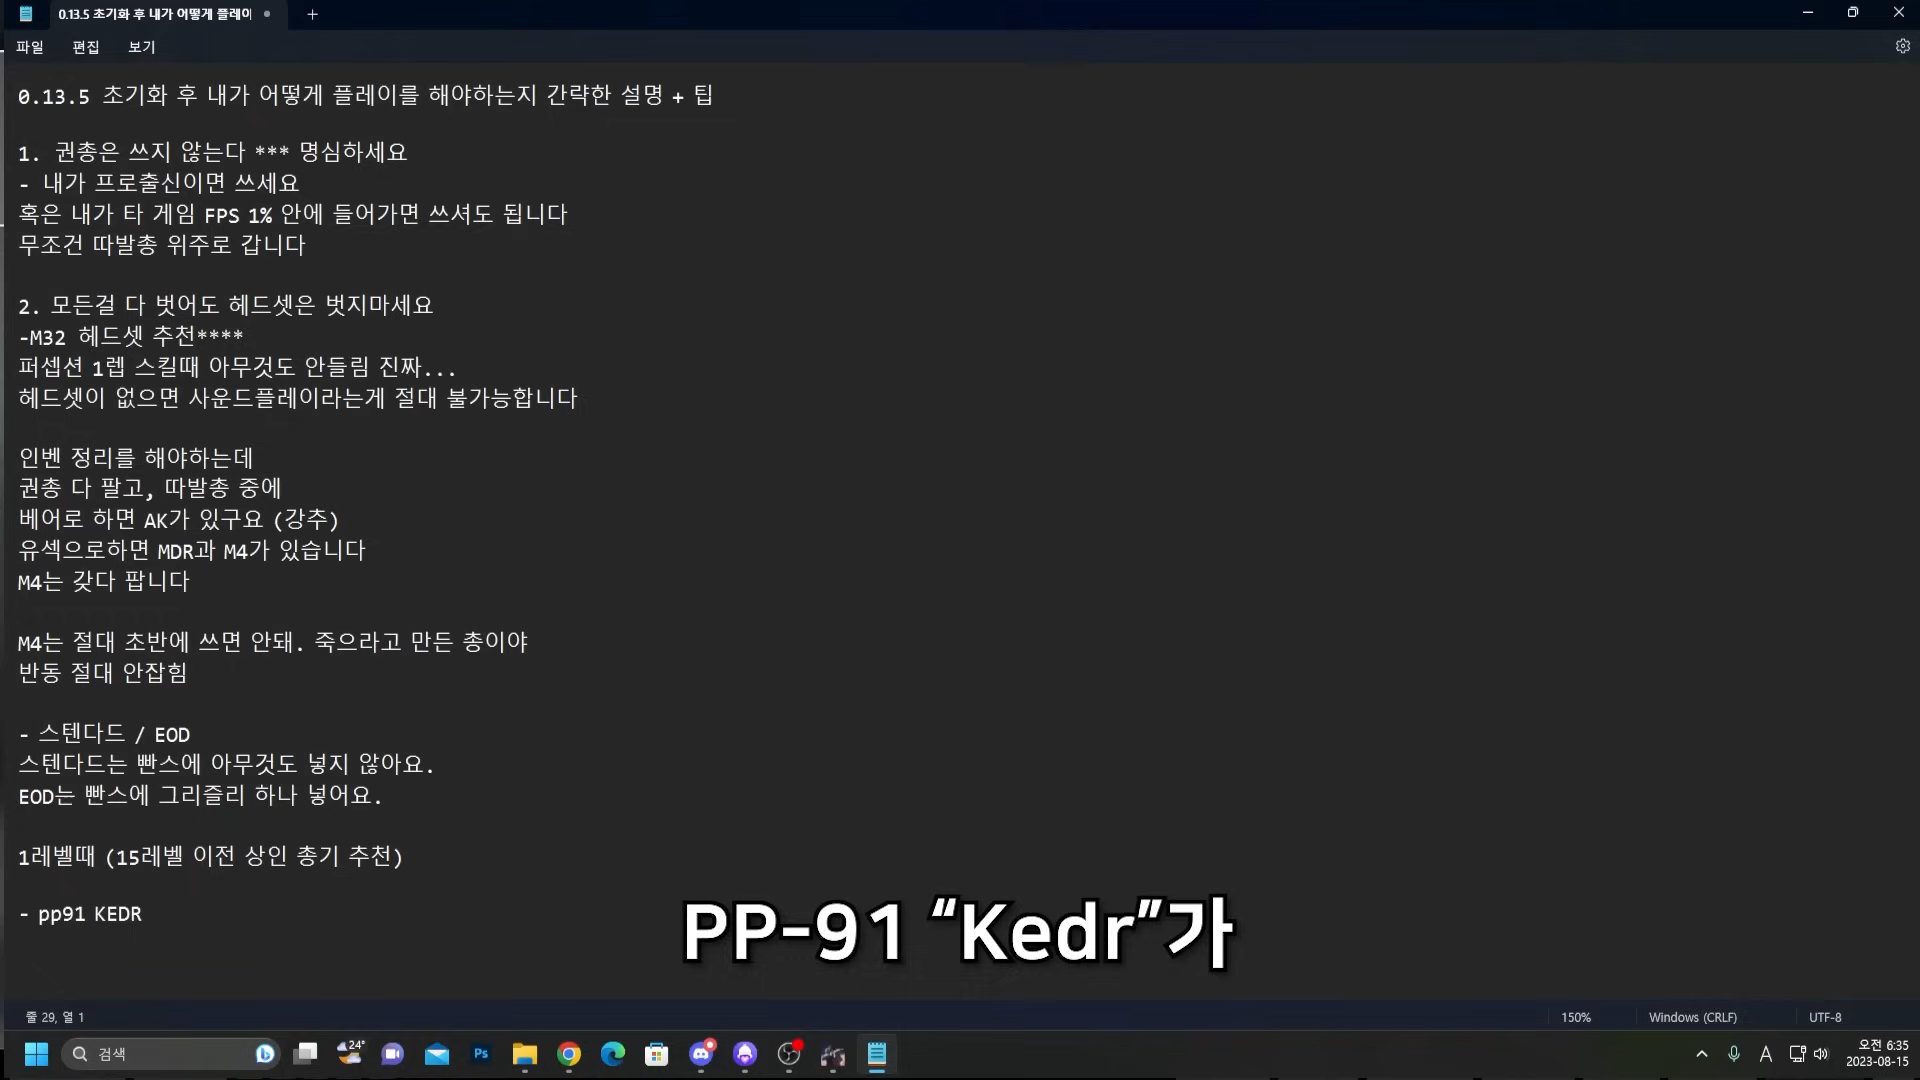 0.13.5 초기화 후 내가 어떻게 플레이
파일 편집 보기
0.13.5 초기화 후 내가 어떻게 플레이를 해야하는지 간략한 설명 + 팁
1. 권총은 쓰지 않는다 *** 명심하세요
- 내가 프로출신이면 쓰세요
혹은 내가 타 게임 FPS 1% 안에 들어가면 쓰셔도 됩니다
무조건 따발총 위주로 갑니다
2. 모든걸 다 벗어도 헤드셋은 벗지마세요
-M32 헤드셋 추천****
퍼셉션 1렙 스킬때 아무것도 안들림 진짜...
헤드셋이 없으면 사운드플레이라는게 절대 불가능합니다
인벤 정리를 해야하는데
권총 다 팔고, 따발총 중에
베어로 하면 AK가 있구요 (강추)
유섹으로하면 MDR과 M4가 있습니다
M4는 갖다 팝니다
M4는 절대 초반에 쓰면 안돼. 죽으라고 만든 총이야
반동 절대 안잡힘
- 스텐다드 / EOD
스텐다드는 빤스에 아무것도 넣지 않아요.
EOD는 빤스에 그리즐리 하나 넣어요.
1레벨때 (15레벨 이전 상인 총기 추천)
- pp91 KEDR
PP-91 “Kedr”가
줄 29, 열 1 150% Windows (CRLF) UTF-8
검색 24° Ps A 오전 6:35
2023-08-15